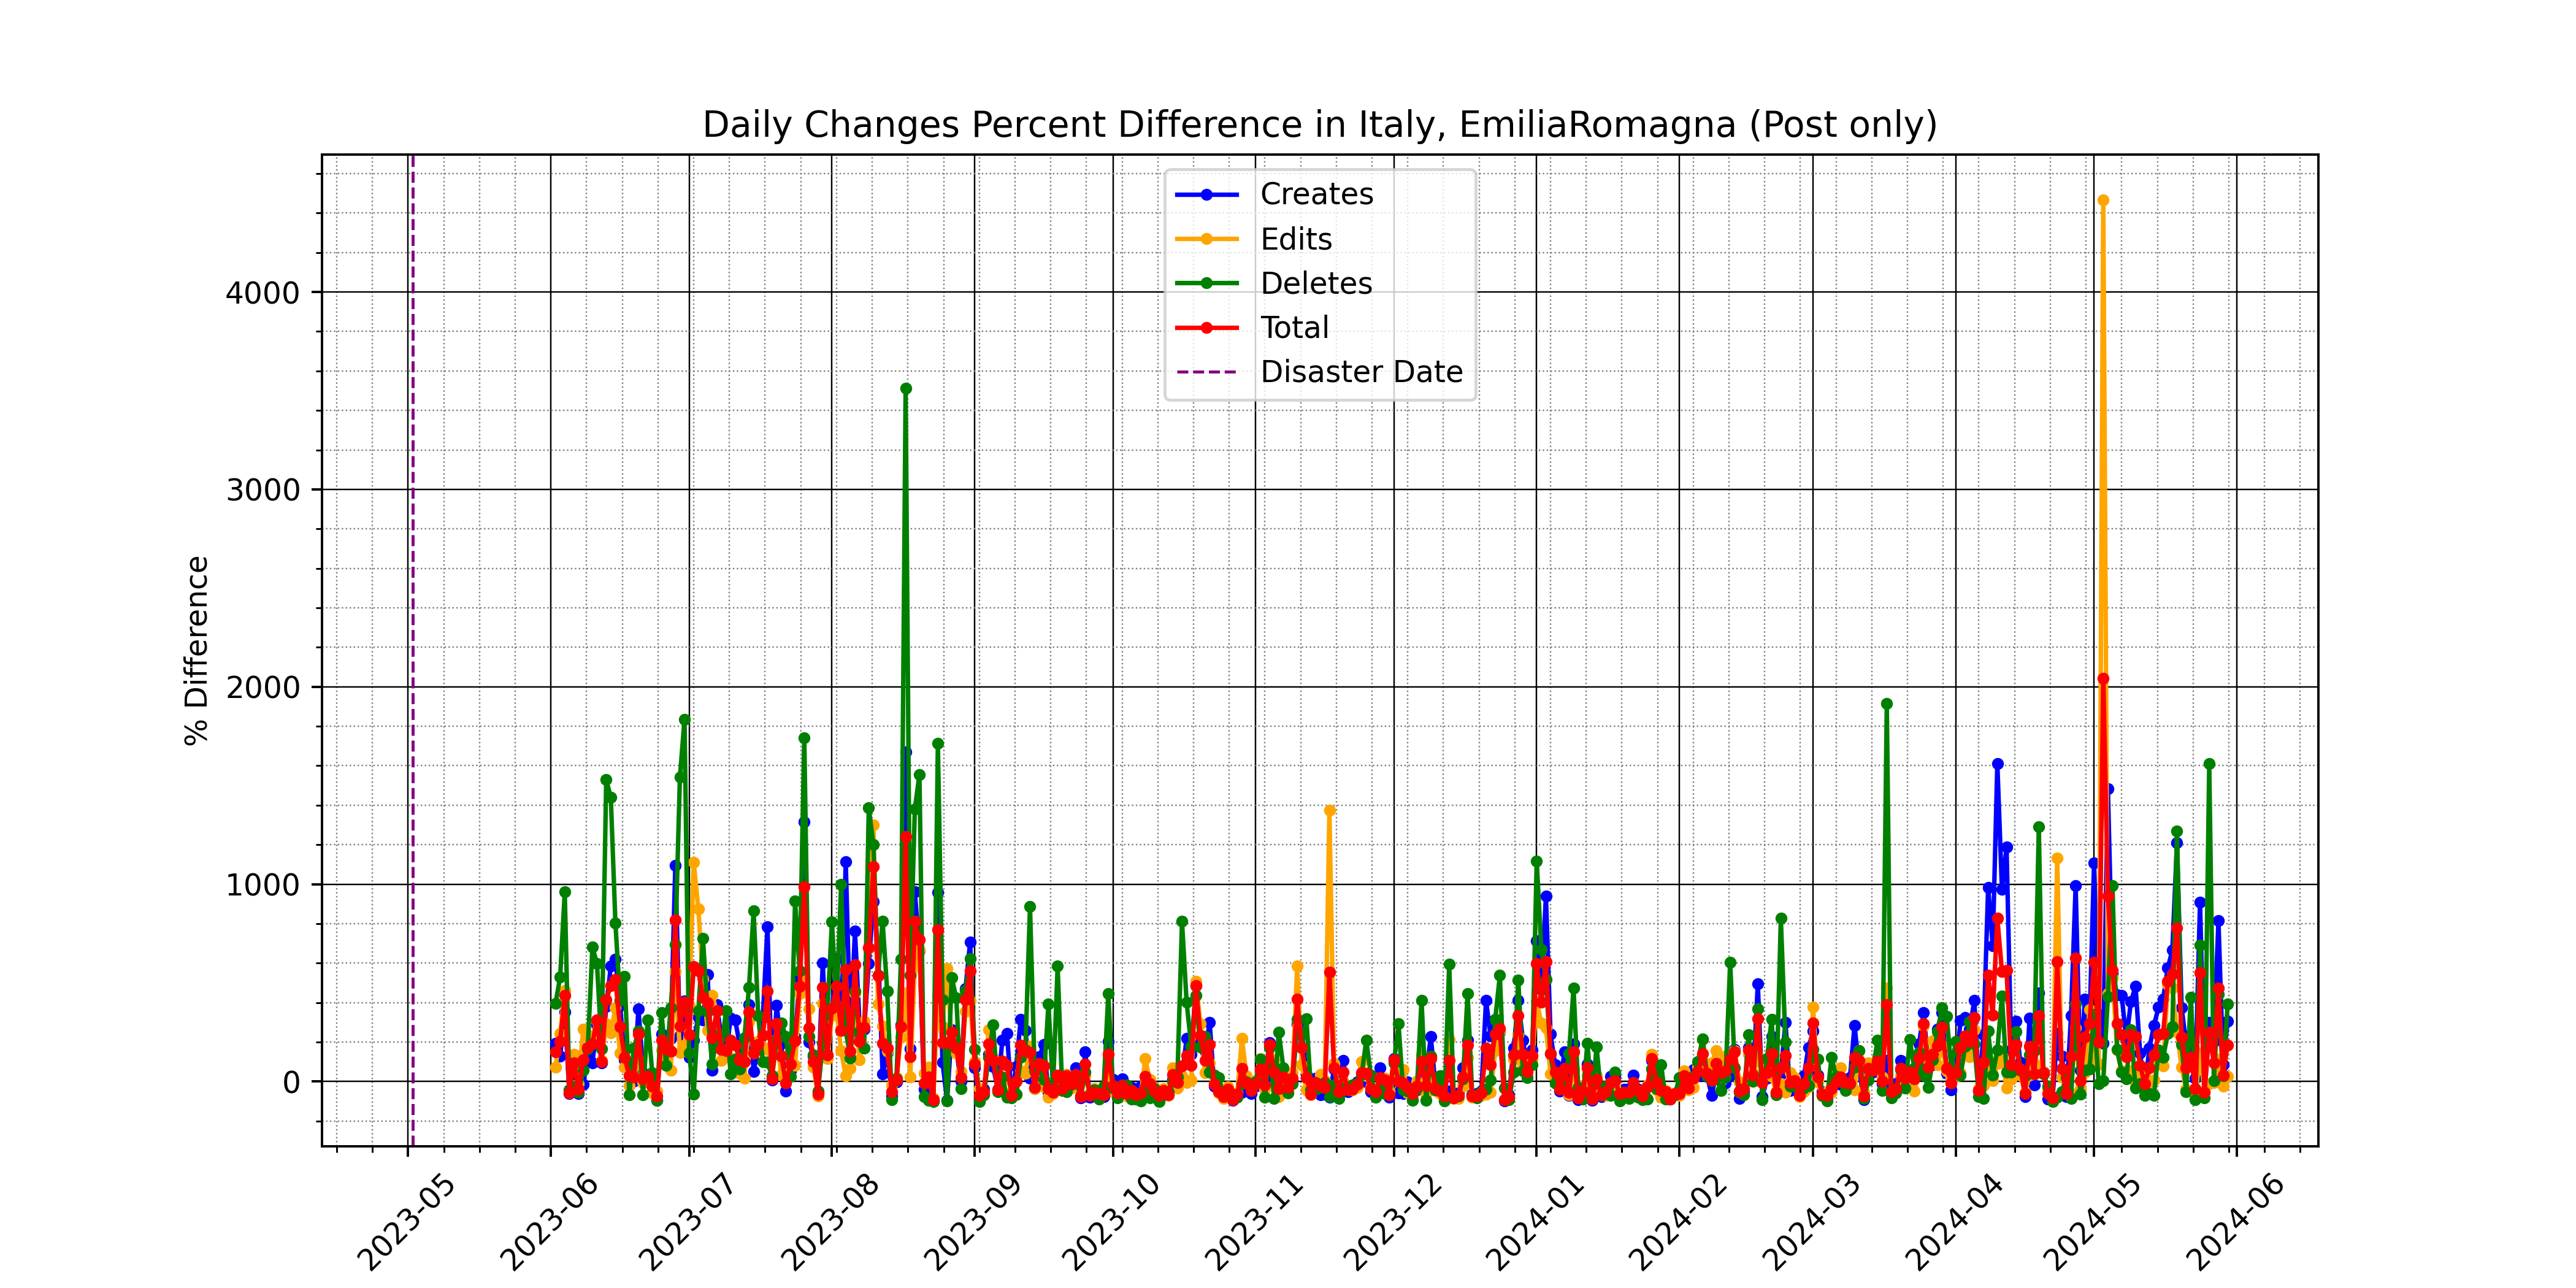 Daily Changes Percent Difference in Italy, EmiliaRomagna (Post only)
Creates
Edits
Deletes
Total
Disaster Date
% Difference
4000
3000
2000
1000
0
2023-05
2023-06
2023-07
2023-08
2023-09
2023-10
2023-11
2023-12
2024-01
2024-02
2024-03
2024-04
2024-05
2024-06